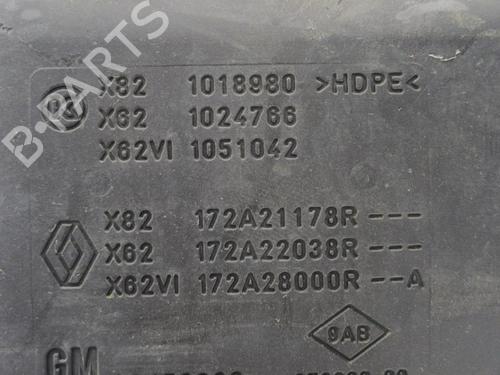 X82 1018980 >HDPE<
X62 1024766
X62VI 1051042
X82 172A21178R---
X62 172A22038R---
X62VI 172A28000R--A
9AB
GM
B-PARTS